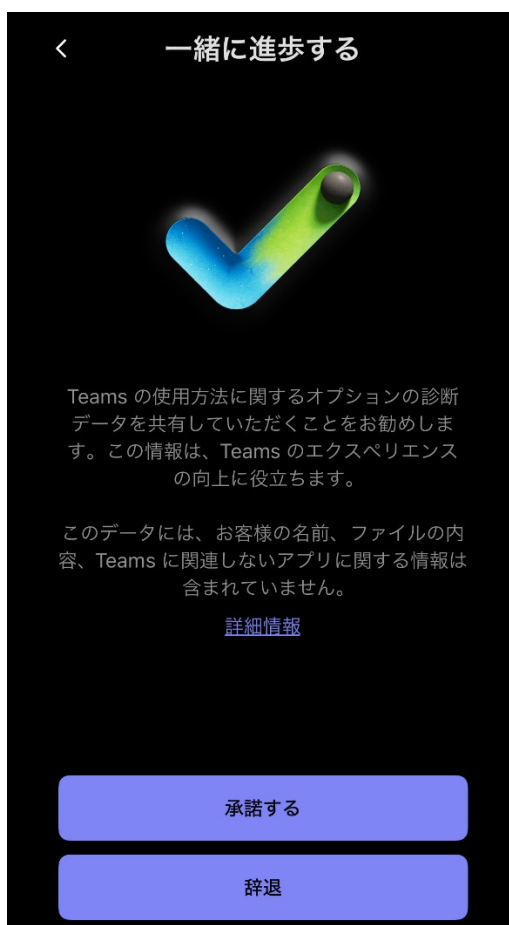 一緒に進歩する
Teams の使用方法に関するオプションの診断
データを共有していただくことをお勧めしま
す。この情報は、Teams のエクスペリエンス
の向上に役立ちます。
このデータには、お客様の名前、ファイルの内
容、Teams に関連しないアプリに関する情報は
含まれていません。
詳細情報
承諾する
辞退